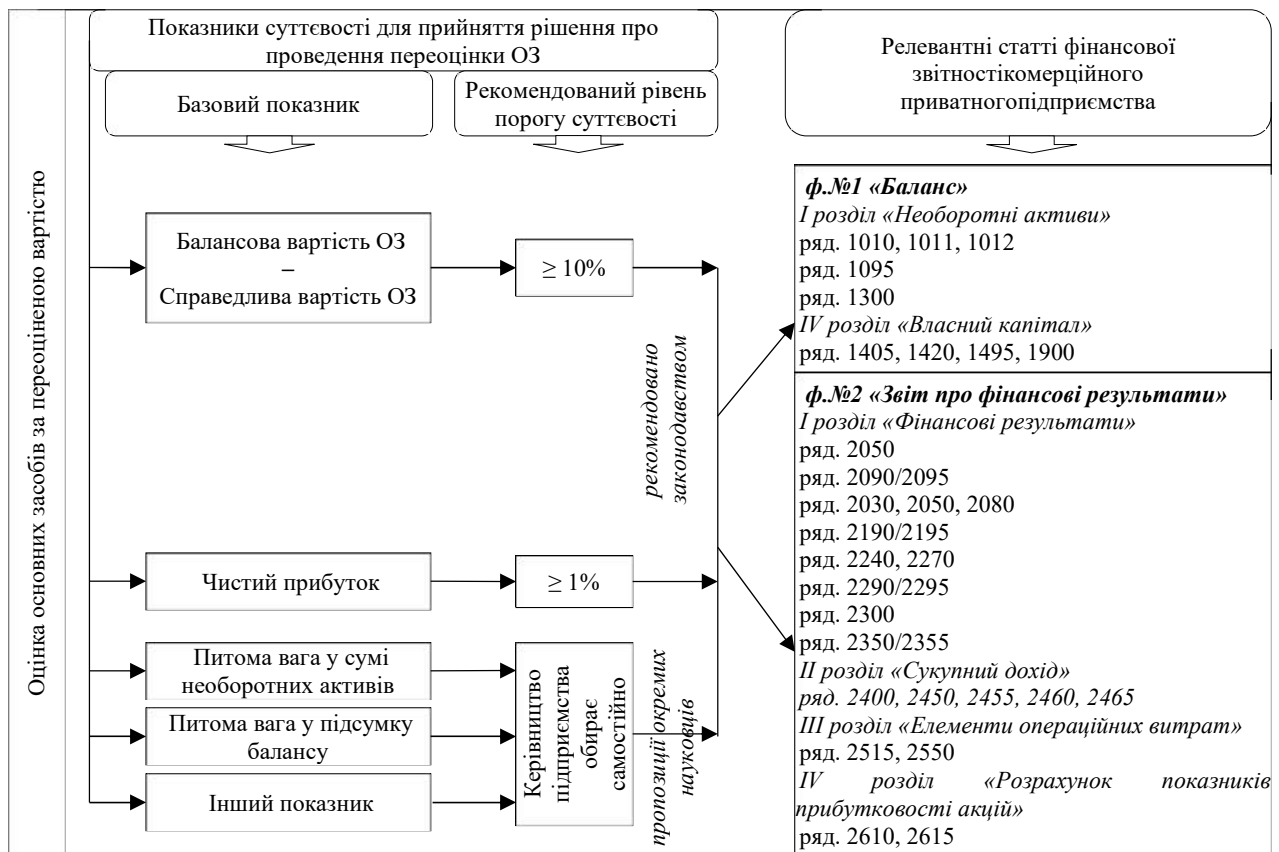 Оцінка основних засобів за переоціненою вартістю
Показники суттєвості для прийняття рішення про
проведення переоцінки ОЗ
Базовий показник
Рекомендований рівень
порогу суттєвості
Релевантні статті фінансової
звітностікомерційного
приватногопідприємства
Балансова вартість ОЗ
–
Справедлива вартість ОЗ
≥ 10%
рекомендовано
законодавством
Чистий прибуток
≥ 1%
Питома вага у сумі
необоротних активів
Питома вага у підсумку
балансу
Інший показник
Керівництво
підприємства
обирає
самостійно
пропозиції окремих
науковців
ф.№1 «Баланс»
І розділ «Необоротні активи»
ряд. 1010, 1011, 1012
ряд. 1095
ряд. 1300
IV розділ «Власний капітал»
ряд. 1405, 1420, 1495, 1900
ф.№2 «Звіт про фінансові результати»
І розділ «Фінансові результати»
ряд. 2050
ряд. 2090/2095
ряд. 2030, 2050, 2080
ряд. 2190/2195
ряд. 2240, 2270
ряд. 2290/2295
ряд. 2300
ряд. 2350/2355
ІІ розділ «Сукупний дохід»
ряд. 2400, 2450, 2455, 2460, 2465
ІІІ розділ «Елементи операційних витрат»
ряд. 2515, 2550
IV розділ «Розрахунок показників
прибутковості акцій»
ряд. 2610, 2615